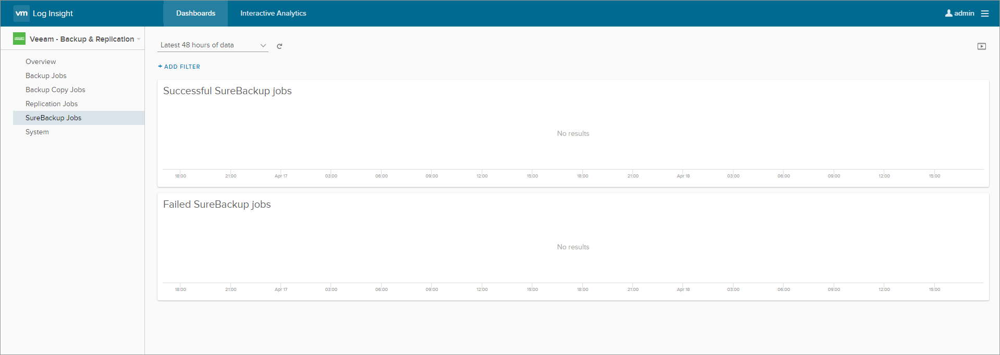 vm Log Insight Dashboards Interactive Analytics admin
veeam Veeam - Backup & Replication
Latest 48 hours of data
Overview
+ ADD FILTER
Backup Jobs
Backup Copy Jobs
Replication Jobs
SureBackup Jobs
System
Successful SureBackup jobs
No results
18:00 21:00 Apr 17 03:00 06:00 09:00 12:00 15:00 18:00 21:00 Apr 18 03:00 06:00 09:00 12:00 15:00
Failed SureBackup jobs
No results
18:00 21:00 Apr 17 03:00 06:00 09:00 12:00 15:00 18:00 21:00 Apr 18 03:00 06:00 09:00 12:00 15:00